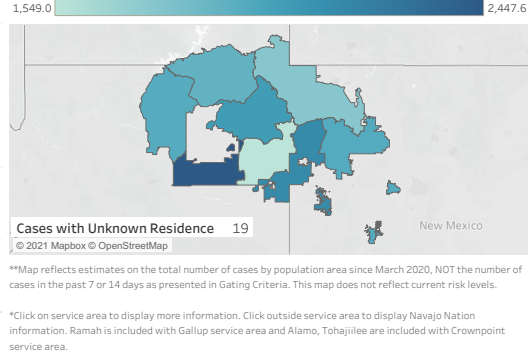 1,549.0 2,447.6
New Mexico
Cases with Unknown Residence 19
© 2021 Mapbox © OpenStreetMap
**Map reflects estimates on the total number of cases by population area since March 2020, NOT the number of
cases in the past 7 or 14 days as presented in Gating Criteria. This map does not reflect current risk levels.
*Click on service area to display more information. Click outside service area to display Navajo Nation
information. Ramah is included with Gallup service area and Alamo, Tohajiilee are included with Crownpoint
service area.